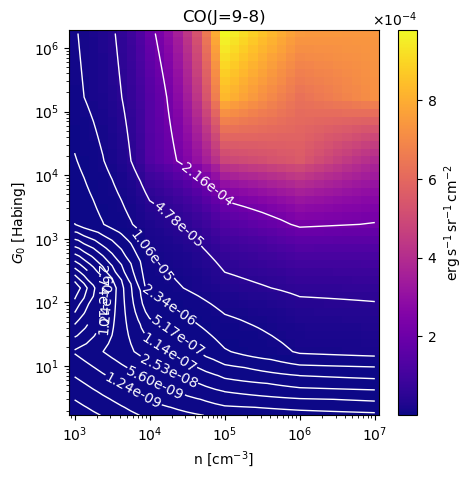 CO(J=9-8)
×10⁻⁴
10⁶
10⁵
10⁴
10³
10²
10¹
G₀ [Habing]
2.16e-04
4.78e-05
1.06e-05
2.34e-06
5.17e-07
1.14e-07
2.53e-08
5.60e-09
1.24e-09
10³ 10⁴ 10⁵ 10⁶ 10⁷
n [cm⁻³]
8
6
4
2
erg s⁻¹ sr⁻¹ cm⁻²